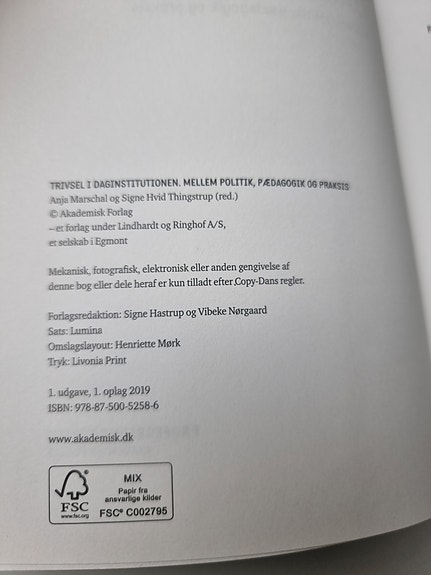 TRIVSEL I DAGINSTITUTIONEN. MELLEM POLITIK, PÆDAGOGIK OG PRAKSIS
Anja Marschal og Signe Hvid Thingstrup (red.)
© Akademisk Forlag
– et forlag under Lindhardt og Ringhof A/S,
et selskab i Egmont
Mekanisk, fotografisk, elektronisk eller anden gengivelse af
denne bog eller dele heraf er kun tilladt efter Copy-Dans regler.
Forlagsredaktion: Signe Hastrup og Vibeke Nørgaard
Sats: Lumina
Omslagslayout: Henriette Mørk
Tryk: Livonia Print
1. udgave, 1. oplag 2019
ISBN: 978-87-500-5258-6
www.akademisk.dk
FSC
www.fsc.org
MIX
Papir fra
ansvarlige kilder
FSC® C002795